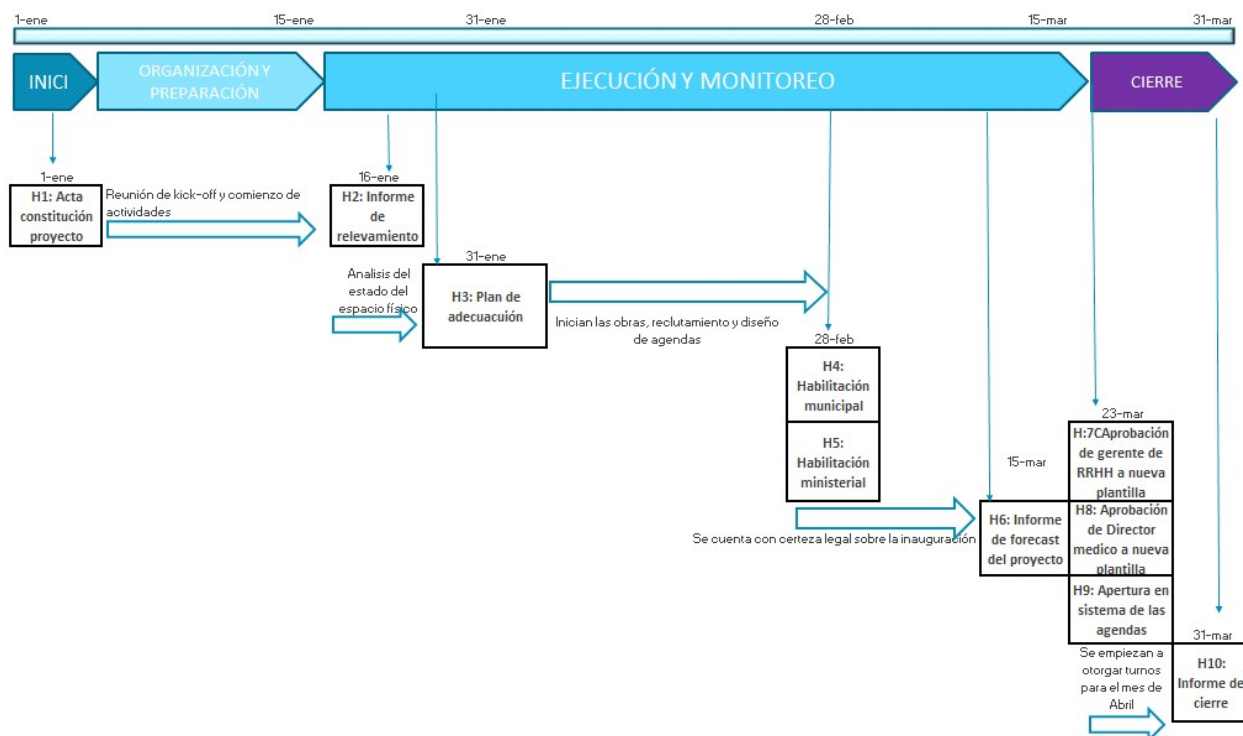 1-ene 15-ene 31-ene 28-feb 15-mar 31-mar
INICI
ORGANIZACIÓN Y
PREPARACIÓN
EJECUCIÓN Y MONITOREO
CIERRE
1-ene
H1: Acta
constitución
proyecto
Reunión de kick-off y comienzo de
actividades
16-ene
H2: Informe
de
relevamiento
Analisis del
estado del
espacio físico
31-ene
H3: Plan de
adecuacuión
Inician las obras, reclutamiento y diseño
de agendas
28-feb
H4:
Habilitación
municipal
H5:
Habilitación
ministerial
Se cuenta con certeza legal sobre la inauguración
15-mar
H6: Informe
de forecast
del proyecto
23-mar
H:7CAprobación
de gerente de
RRHH a nueva
plantilla
H8: Aprobación
de Director
medico a nueva
plantilla
H9: Apertura en
sistema de las
agendas
Se empiezan a
otorgar turnos
para el mes de
Abril
31-mar
H10:
Informe de
cierre